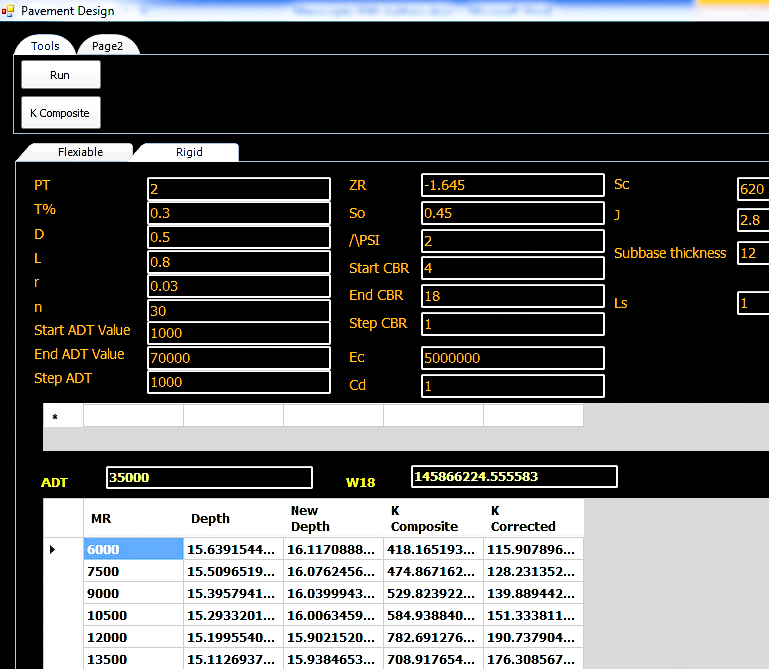 Pavement Design
Tools Page2
Run
K Composite
Flexiable Rigid
PT 2 ZR -1.645 Sc 620
T% 0.3 So 0.45 J 2.8
D 0.5 /\PSI 2 Subbase thickness 12
L 0.8 Start CBR 4
r 0.03 End CBR 18 Ls 1
n 30 Step CBR 1
Start ADT Value 1000
End ADT Value 70000 Ec 5000000
Step ADT 1000 Cd 1
*
ADT 35000 W18 145866224.555583
MR Depth New Depth K Composite K Corrected
6000 15.6391544... 16.1170888... 418.165193... 115.907896...
7500 15.5096519... 16.0762456... 474.867162... 128.231352...
9000 15.3957941... 16.0399943... 529.823922... 139.889442...
10500 15.2933201... 16.0063459... 584.938840... 151.333811...
12000 15.1995540... 15.9021520... 782.691276... 190.737904...
13500 15.1126937... 15.9384653... 708.917654... 176.308567...